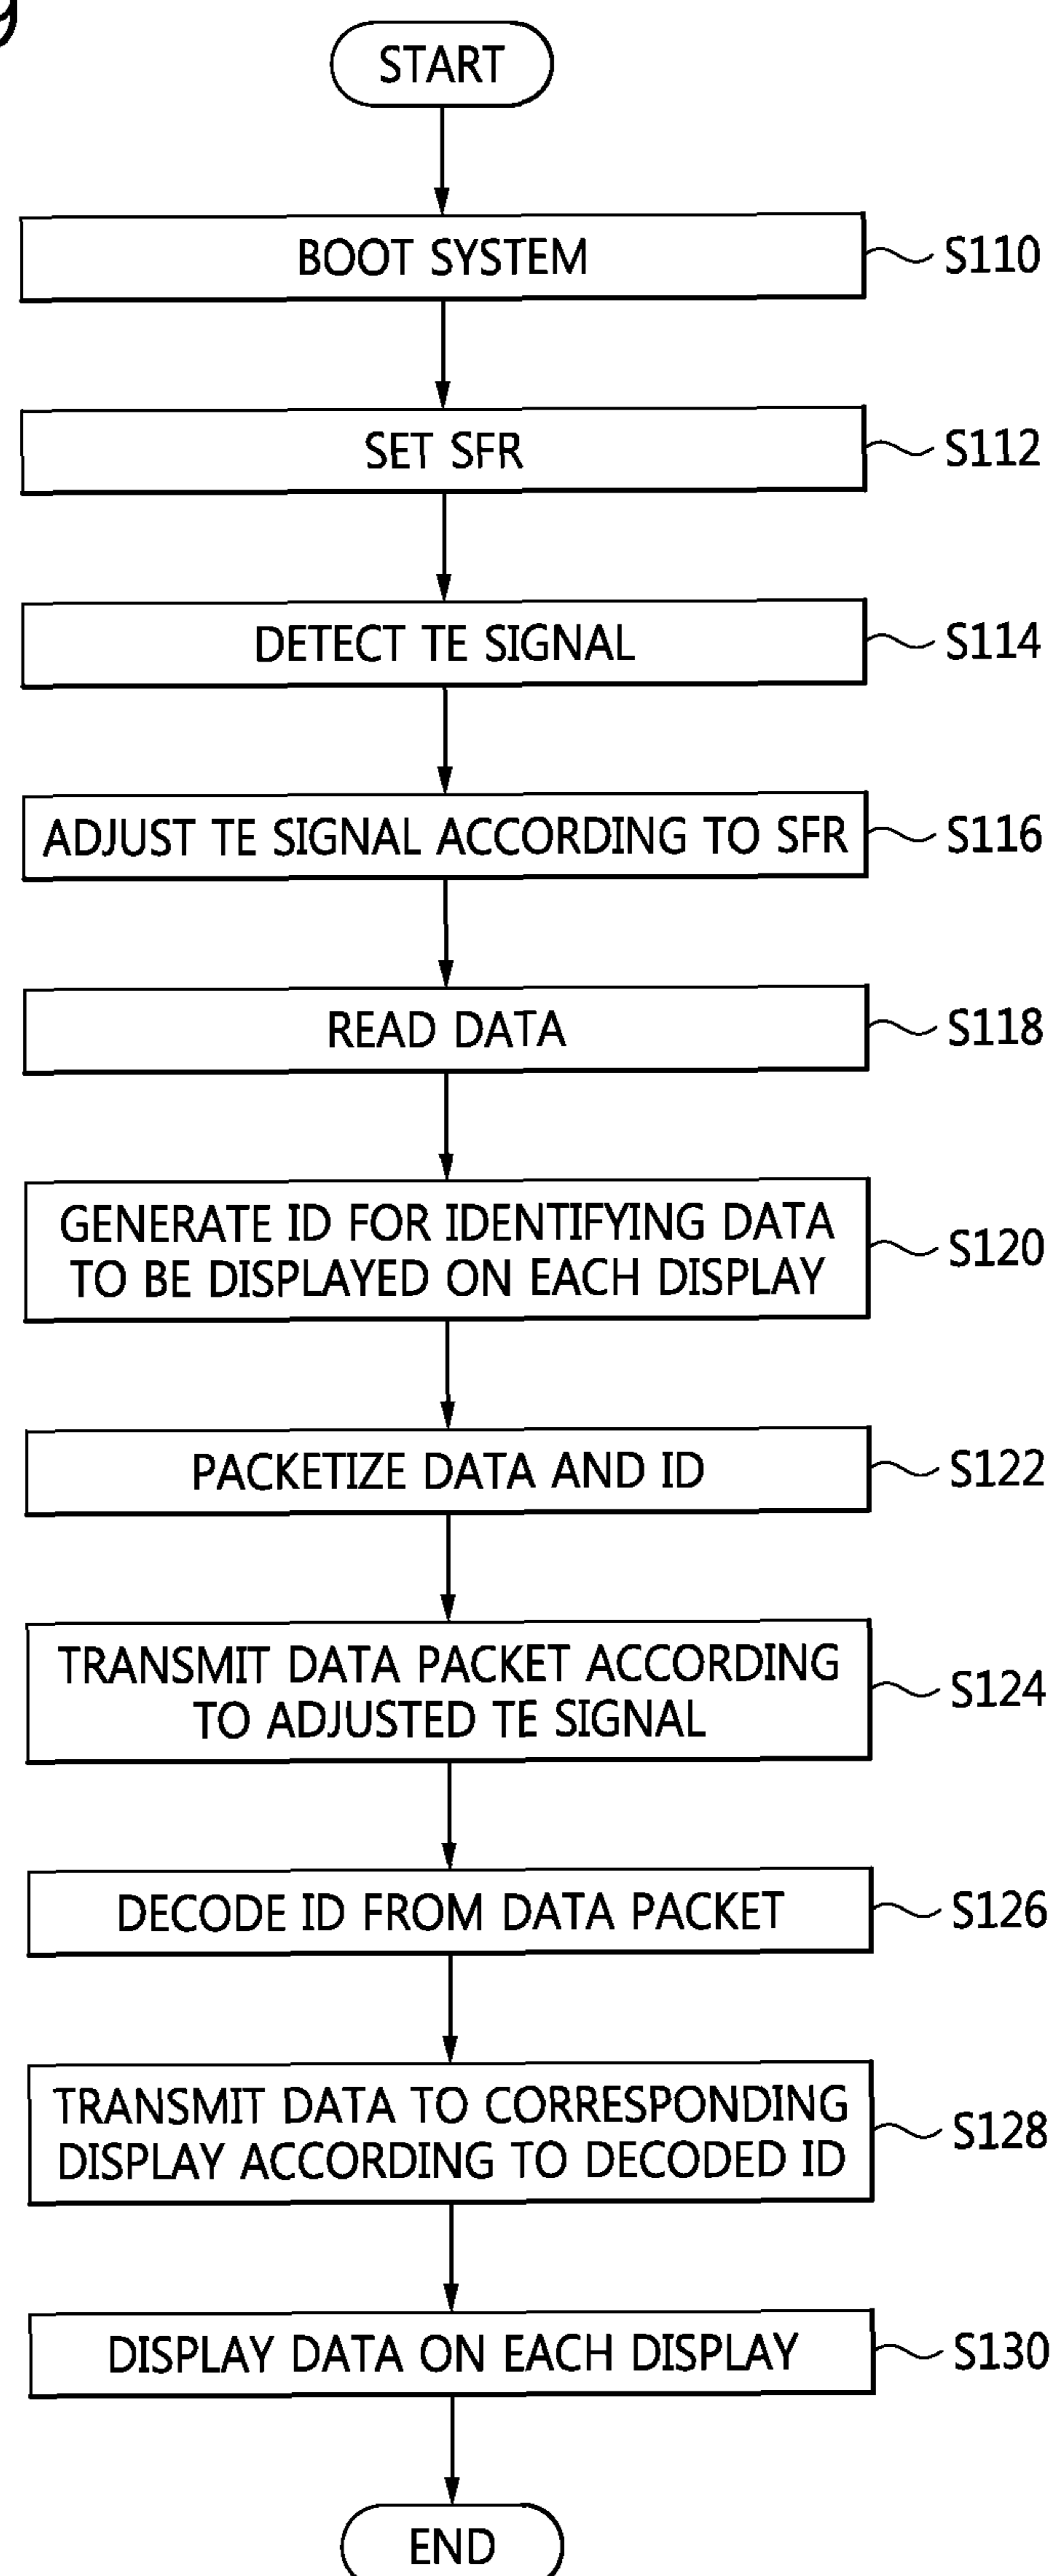 START
BOOT SYSTEM
S110
SET SFR
S112
DETECT TE SIGNAL
S114
ADJUST TE SIGNAL ACCORDING TO SFR
S116
READ DATA
S118
GENERATE ID FOR IDENTIFYING DATA
TO BE DISPLAYED ON EACH DISPLAY
S120
PACKETIZE DATA AND ID
S122
TRANSMIT DATA PACKET ACCORDING
TO ADJUSTED TE SIGNAL
S124
DECODE ID FROM DATA PACKET
S126
TRANSMIT DATA TO CORRESPONDING
DISPLAY ACCORDING TO DECODED ID
S128
DISPLAY DATA ON EACH DISPLAY
S130
END